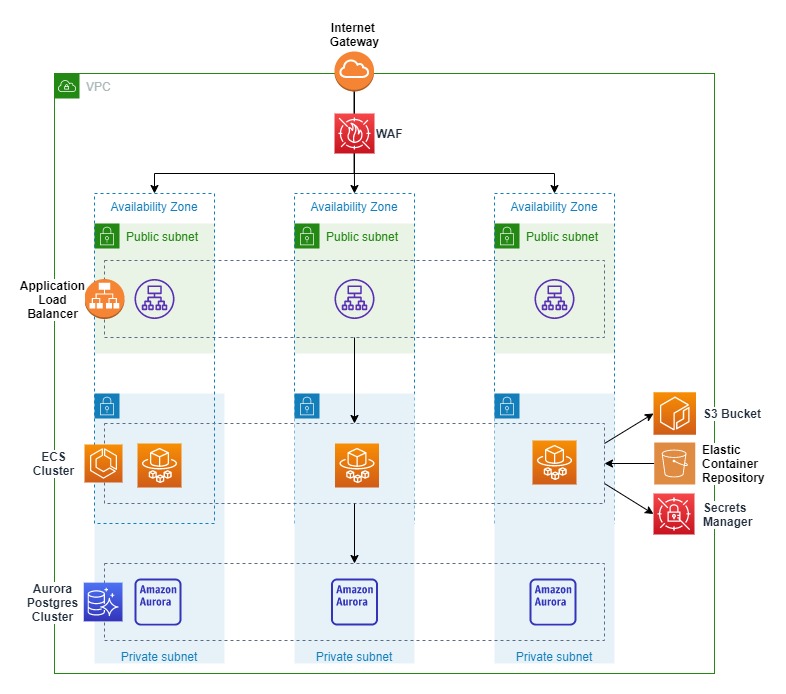 Internet
Gateway
VPC
WAF
Availability Zone
Availability Zone
Availability Zone
Public subnet
Public subnet
Public subnet
Application
Load
Balancer
S3 Bucket
ECS
Cluster
Elastic
Container
Repository
Secrets
Manager
Aurora
Postgres
Cluster
Amazon
Aurora
Amazon
Aurora
Amazon
Aurora
Private subnet
Private subnet
Private subnet